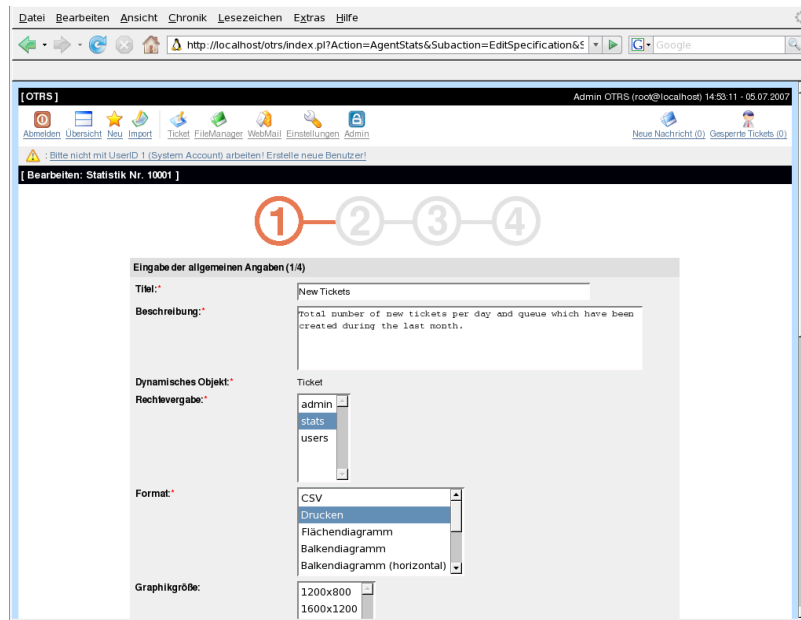 Datei Bearbeiten Ansicht Chronik Lesezeichen Extras Hilfe
http://localhost/otrs/index.pl?Action=AgentStats&Subaction=EditSpecification&S
G Google
[ OTRS ] Admin OTRS (root@localhost) 14:53:11 - 05.07.2007
Abmelden Übersicht Neu Import Ticket FileManager WebMail Einstellungen Admin Neue Nachricht (0) Gesperrte Tickets (0)
: Bitte nicht mit UserID 1 (System Account) arbeiten! Erstelle neue Benutzer!
[ Bearbeiten: Statistik Nr. 10001 ]
1 2 3 4
Eingabe der allgemeinen Angaben (1/4)
Titel:* New Tickets
Beschreibung:* Total number of new tickets per day and queue which have been
created during the last month.
Dynamisches Objekt:* Ticket
Rechtevergabe:* admin
stats
users
Format:* CSV
Drucken
Flächendiagramm
Balkendiagramm
Balkendiagramm (horizontal)
Graphikgröße: 1200x800
1600x1200